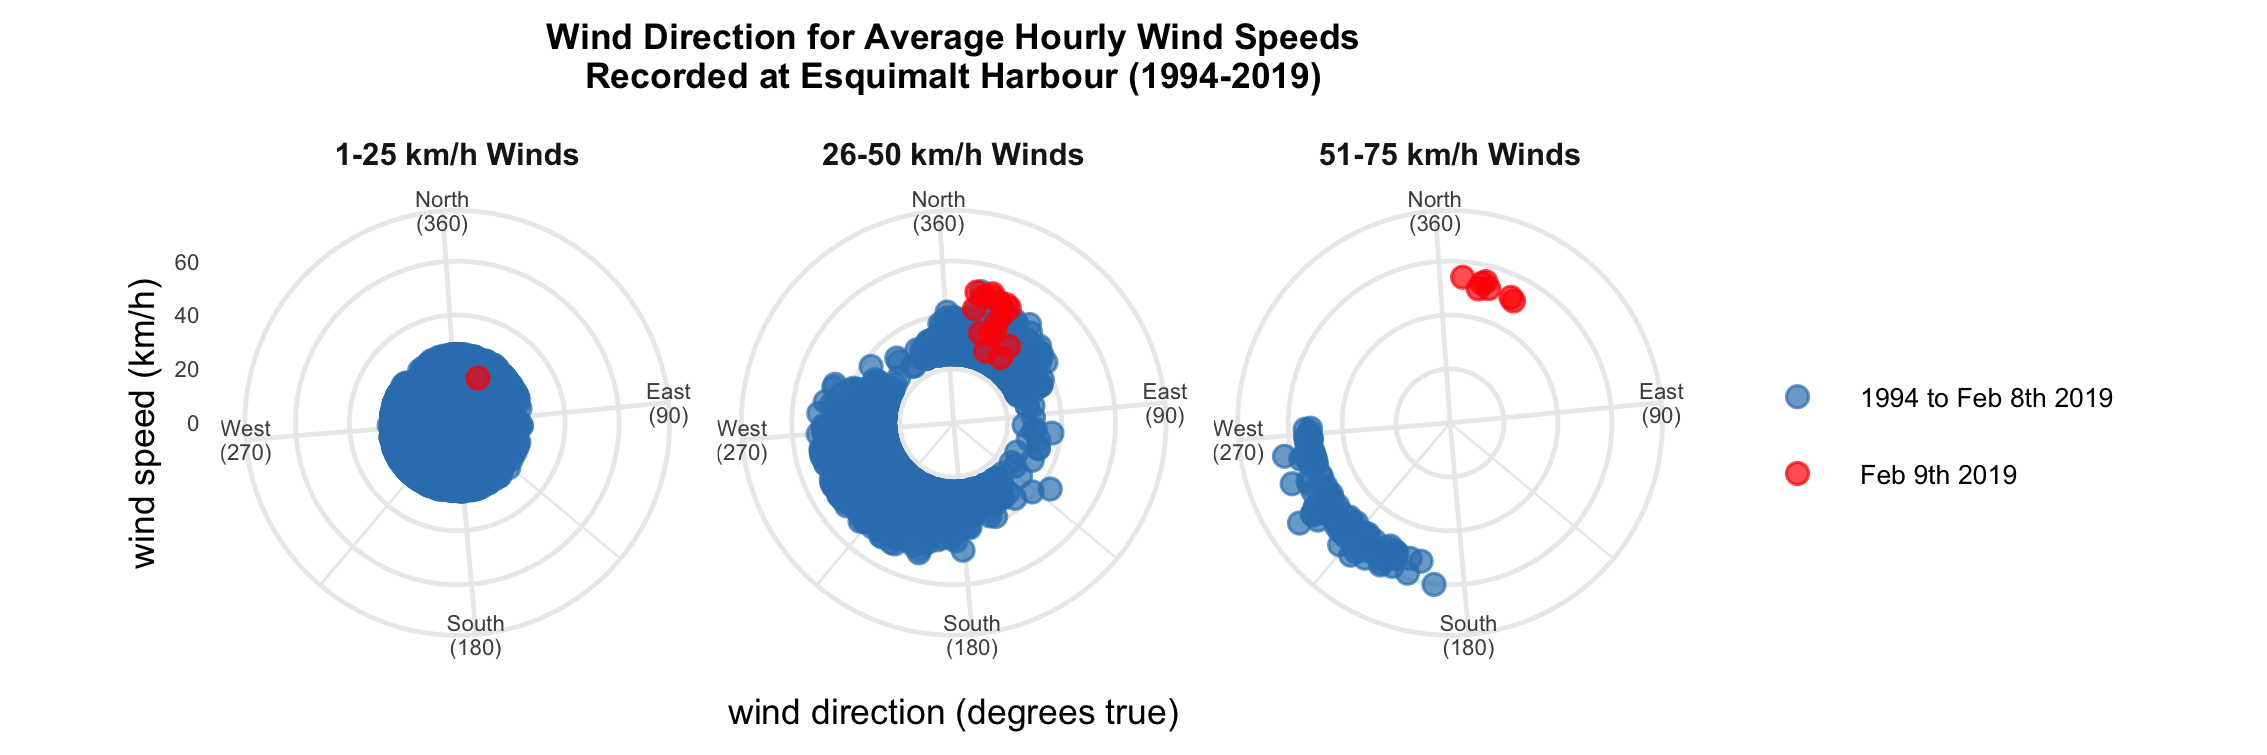 Wind Direction for Average Hourly Wind Speeds
Recorded at Esquimalt Harbour (1994-2019)
1-25 km/h Winds
26-50 km/h Winds
51-75 km/h Winds
wind speed (km/h)
60
40
20
0
North
(360)
East
(90)
South
(180)
West
(270)
North
(360)
East
(90)
South
(180)
West
(270)
North
(360)
East
(90)
South
(180)
West
(270)
1994 to Feb 8th 2019
Feb 9th 2019
wind direction (degrees true)